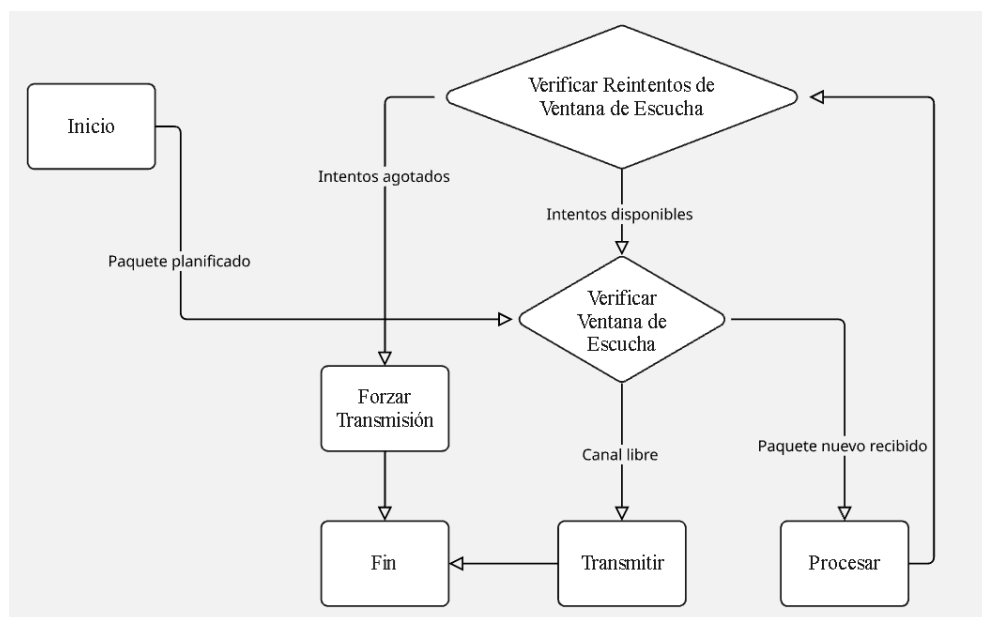 Verificar Reintentos de
Ventana de Escucha
Inicio
Intentos agotados
Intentos disponibles
Paquete planificado
Verificar
Ventana de
Escucha
Forzar
Transmisión
Canal libre
Paquete nuevo recibido
Fin
Transmitir
Procesar